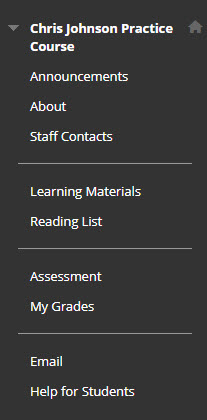 Chris Johnson Practice
Course
Announcements
About
Staff Contacts
Learning Materials
Reading List
Assessment
My Grades
Email
Help for Students